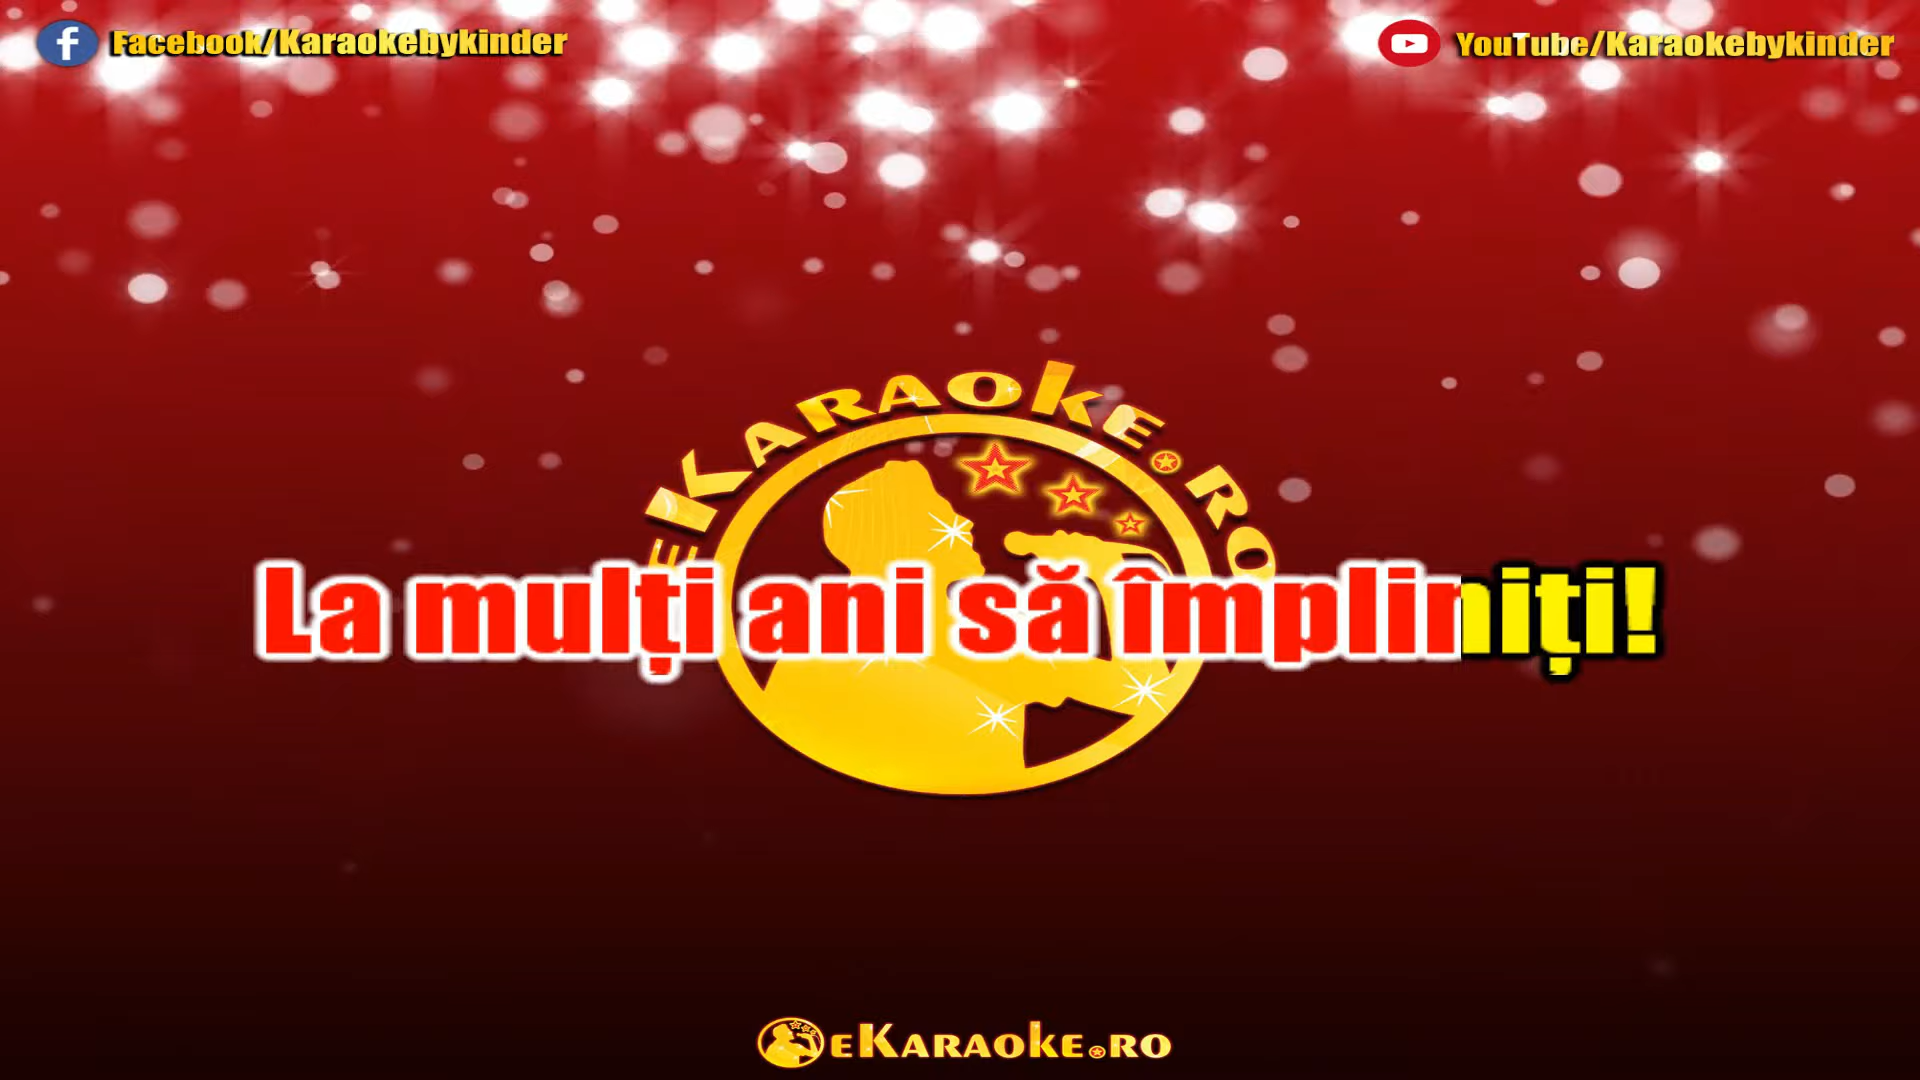 Facebook/Karaokebykinder
YouTube/Karaokebykinder
eKARAOKE.RO
La mulți ani să împliniți!
eKARAOKE.RO